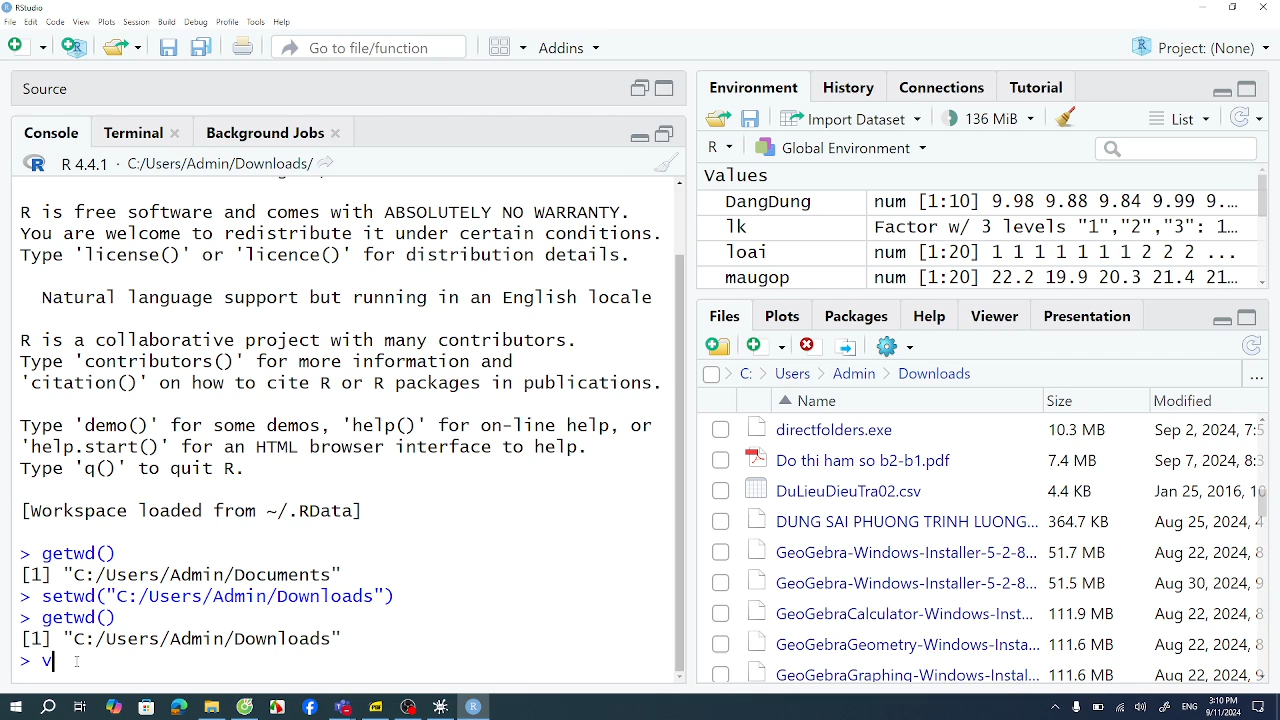 RStudio
File Edit Code View Plots Session Build Debug Profile Tools Help
Go to file/function Addins Project: (None)
Source
Console Terminal Background Jobs
R 4.4.1 · C:/Users/Admin/Downloads/
R is free software and comes with ABSOLUTELY NO WARRANTY.
You are welcome to redistribute it under certain conditions.
Type 'license()' or 'licence()' for distribution details.
Natural language support but running in an English locale
R is a collaborative project with many contributors.
Type 'contributors()' for more information and
'citation()' on how to cite R or R packages in publications.
Type 'demo()' for some demos, 'help()' for on-line help, or
'help.start()' for an HTML browser interface to help.
Type 'q()' to quit R.
[Workspace loaded from ~/.RData]
> getwd()
[1] "C:/Users/Admin/Documents"
> setwd("C:/Users/Admin/Downloads")
> getwd()
[1] "C:/Users/Admin/Downloads"
> v
Environment History Connections Tutorial
Import Dataset 136 MiB List
R Global Environment
Values
DangDung num [1:10] 9.98 9.88 9.84 9.99 9....
lk Factor w/ 3 levels "1","2","3": 1...
loai num [1:20] 1 1 1 1 1 1 1 2 2 2 ...
maugop num [1:20] 22.2 19.9 20.3 21.4 21...
Files Plots Packages Help Viewer Presentation
C: Users Admin Downloads ...
Name Size Modified
directfolders.exe 10.3 MB Sep 2, 2024, 7:5
Do thi ham so b2-b1.pdf 7.4 MB Sep 7, 2024, 8:3
DuLieuDieuTra02.csv 4.4 KB Jan 25, 2016, 10
DUNG SAI PHUONG TRINH LUONG... 364.7 KB Aug 25, 2024, 4
GeoGebra-Windows-Installer-5-2-8... 51.7 MB Aug 22, 2024, 8
GeoGebra-Windows-Installer-5-2-8... 51.5 MB Aug 30, 2024, 9
GeoGebraCalculator-Windows-Inst... 111.9 MB Aug 22, 2024, 8
GeoGebraGeometry-Windows-Insta... 111.6 MB Aug 22, 2024, 8
GeoGebraGraphing-Windows-Instal... 111.6 MB Aug 22, 2024, 8
ENG 3:10 PM
9/11/2024